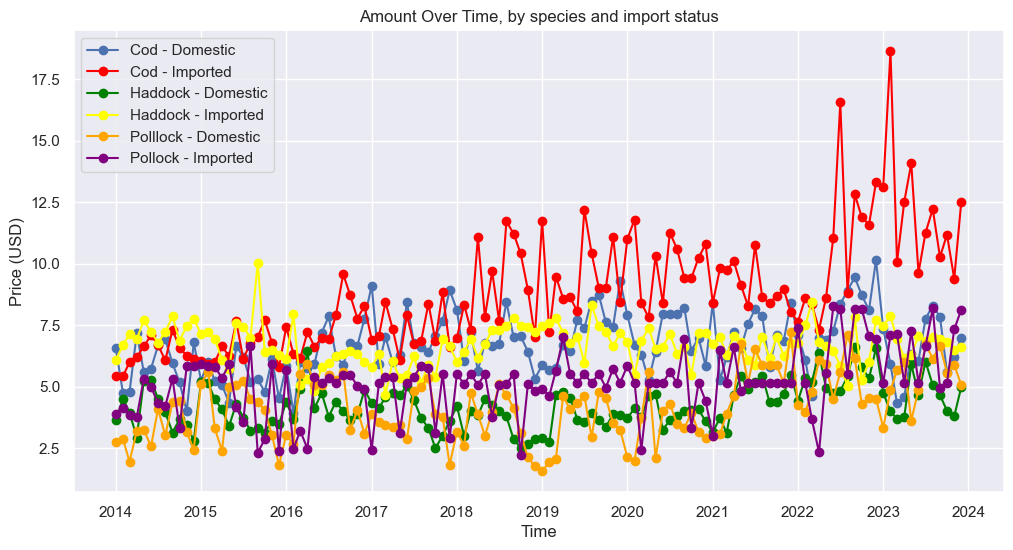 Amount Over Time, by species and import status
Cod - Domestic
Cod - Imported
Haddock - Domestic
Haddock - Imported
Polllock - Domestic
Pollock - Imported
17.5
15.0
12.5
10.0
7.5
5.0
2.5
Price (USD)
2014 2015 2016 2017 2018 2019 2020 2021 2022 2023 2024
Time